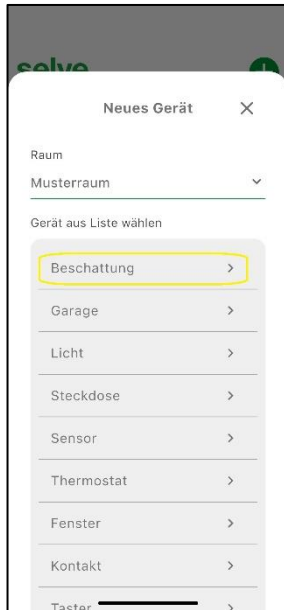 selve
Neues Gerät
Raum
Musterraum
Gerät aus Liste wählen
Beschattung
Garage
Licht
Steckdose
Sensor
Thermostat
Fenster
Kontakt
Taster